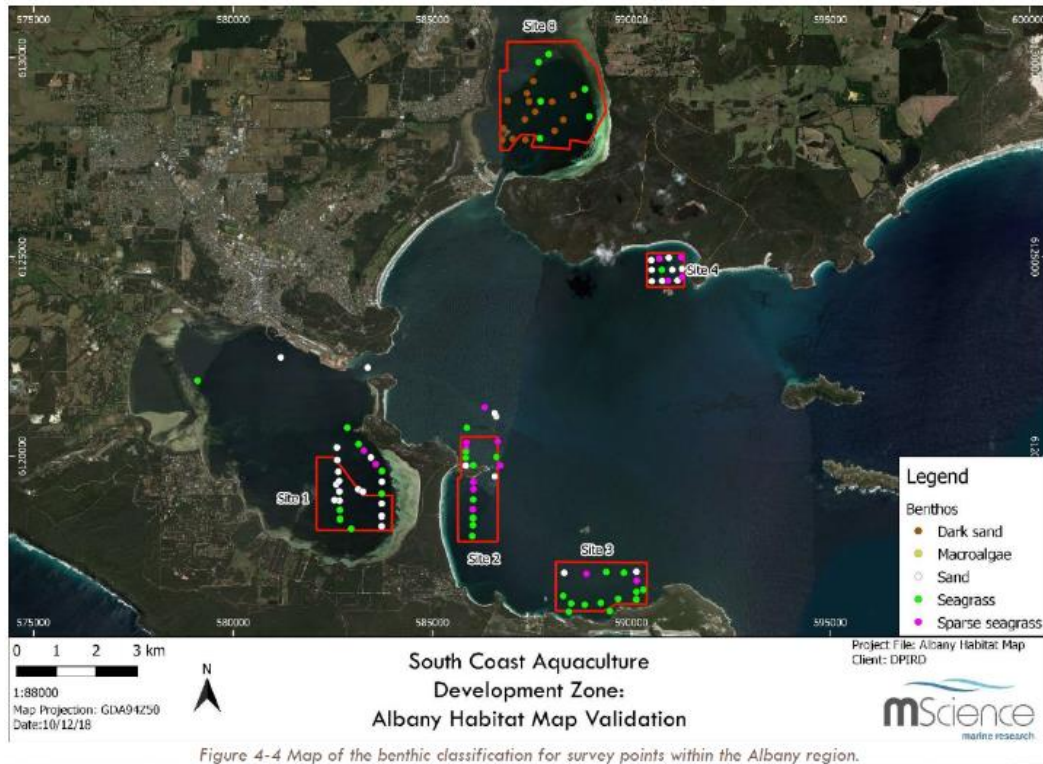 575000 580000 585000 590000 595000 600000
6130000
6125000
6120000
6130000
6125000
Site 8
Site 4
Site 1
Site 2
Site 3
Legend
Benthos
Dark sand
Macroalgae
Sand
Seagrass
Sparse seagrass
575000 580000 585000 590000 595000
0 1 2 3 km
1:88000
Map Projection: GDA94Z50
Date:10/12/18
N
South Coast Aquaculture
Development Zone:
Albany Habitat Map Validation
Project File: Albany Habitat Map
Client: DPIRD
MScience
marine research
Figure 4-4 Map of the benthic classification for survey points within the Albany region.